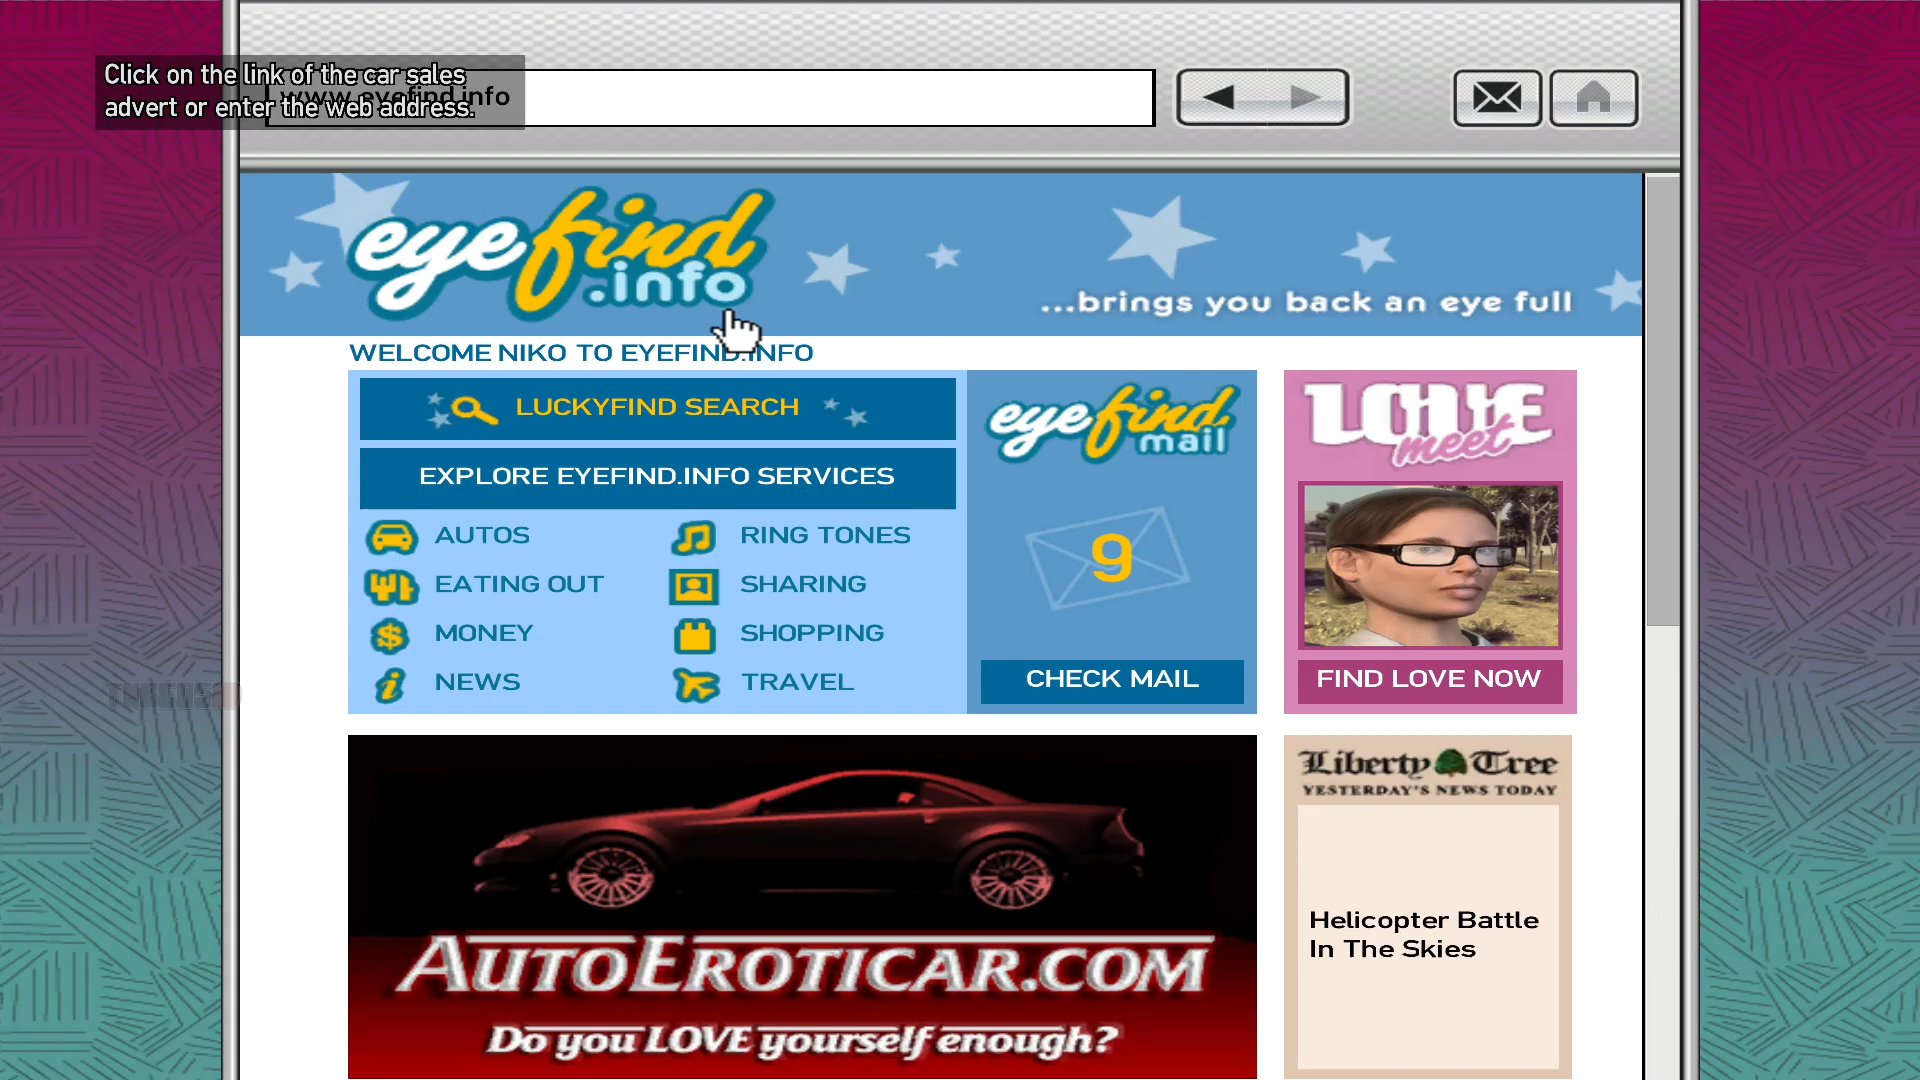 Click on the link of the car sales
advert or enter the web address.
www.eyefind.info
eyefind
.info
...brings you back an eye full
WELCOME NIKO TO EYEFIND.INFO
LUCKYFIND SEARCH
EXPLORE EYEFIND.INFO SERVICES
AUTOS
RING TONES
EATING OUT
SHARING
MONEY
SHOPPING
NEWS
TRAVEL
eyefind
mail
9
CHECK MAIL
LOVE
meet
FIND LOVE NOW
AUTOEROTICAR.COM
Do you LOVE yourself enough?
Liberty Tree
YESTERDAY'S NEWS TODAY
Helicopter Battle
In The Skies